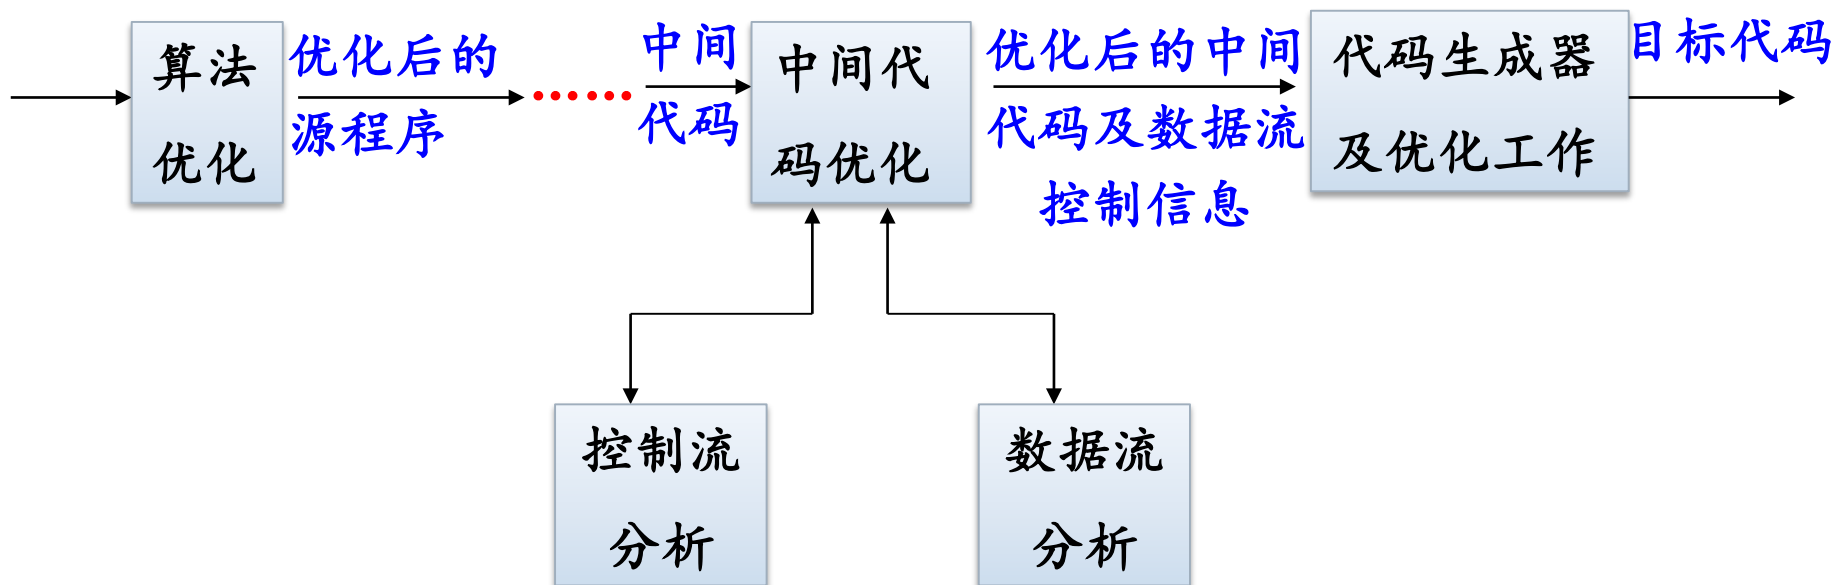 算法
优化
优化后的
源程序
中间
代码
中间代
码优化
优化后的中间
代码及数据流
控制信息
代码生成器
及优化工作
目标代码
控制流
分析
数据流
分析